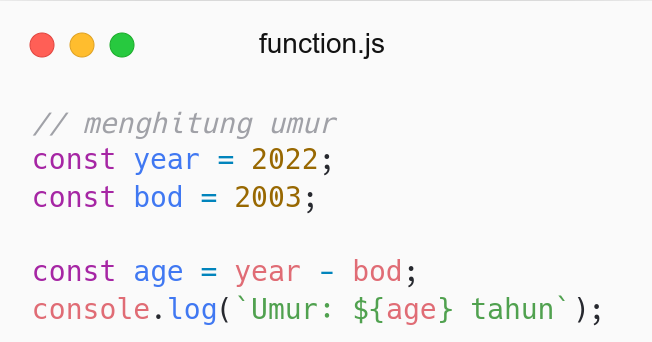 function.js
// menghitung umur
const year = 2022;
const bod = 2003;
const age = year - bod;
console.log(`Umur: ${age} tahun`);